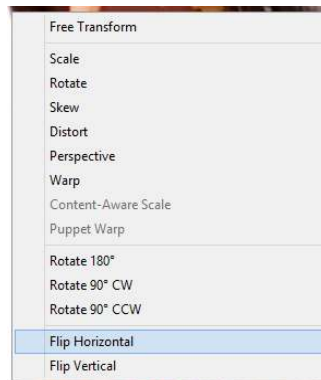 Free Transform
Scale
Rotate
Skew
Distort
Perspective
Warp
Content-Aware Scale
Puppet Warp
Rotate 180°
Rotate 90° CW
Rotate 90° CCW
Flip Horizontal
Flip Vertical